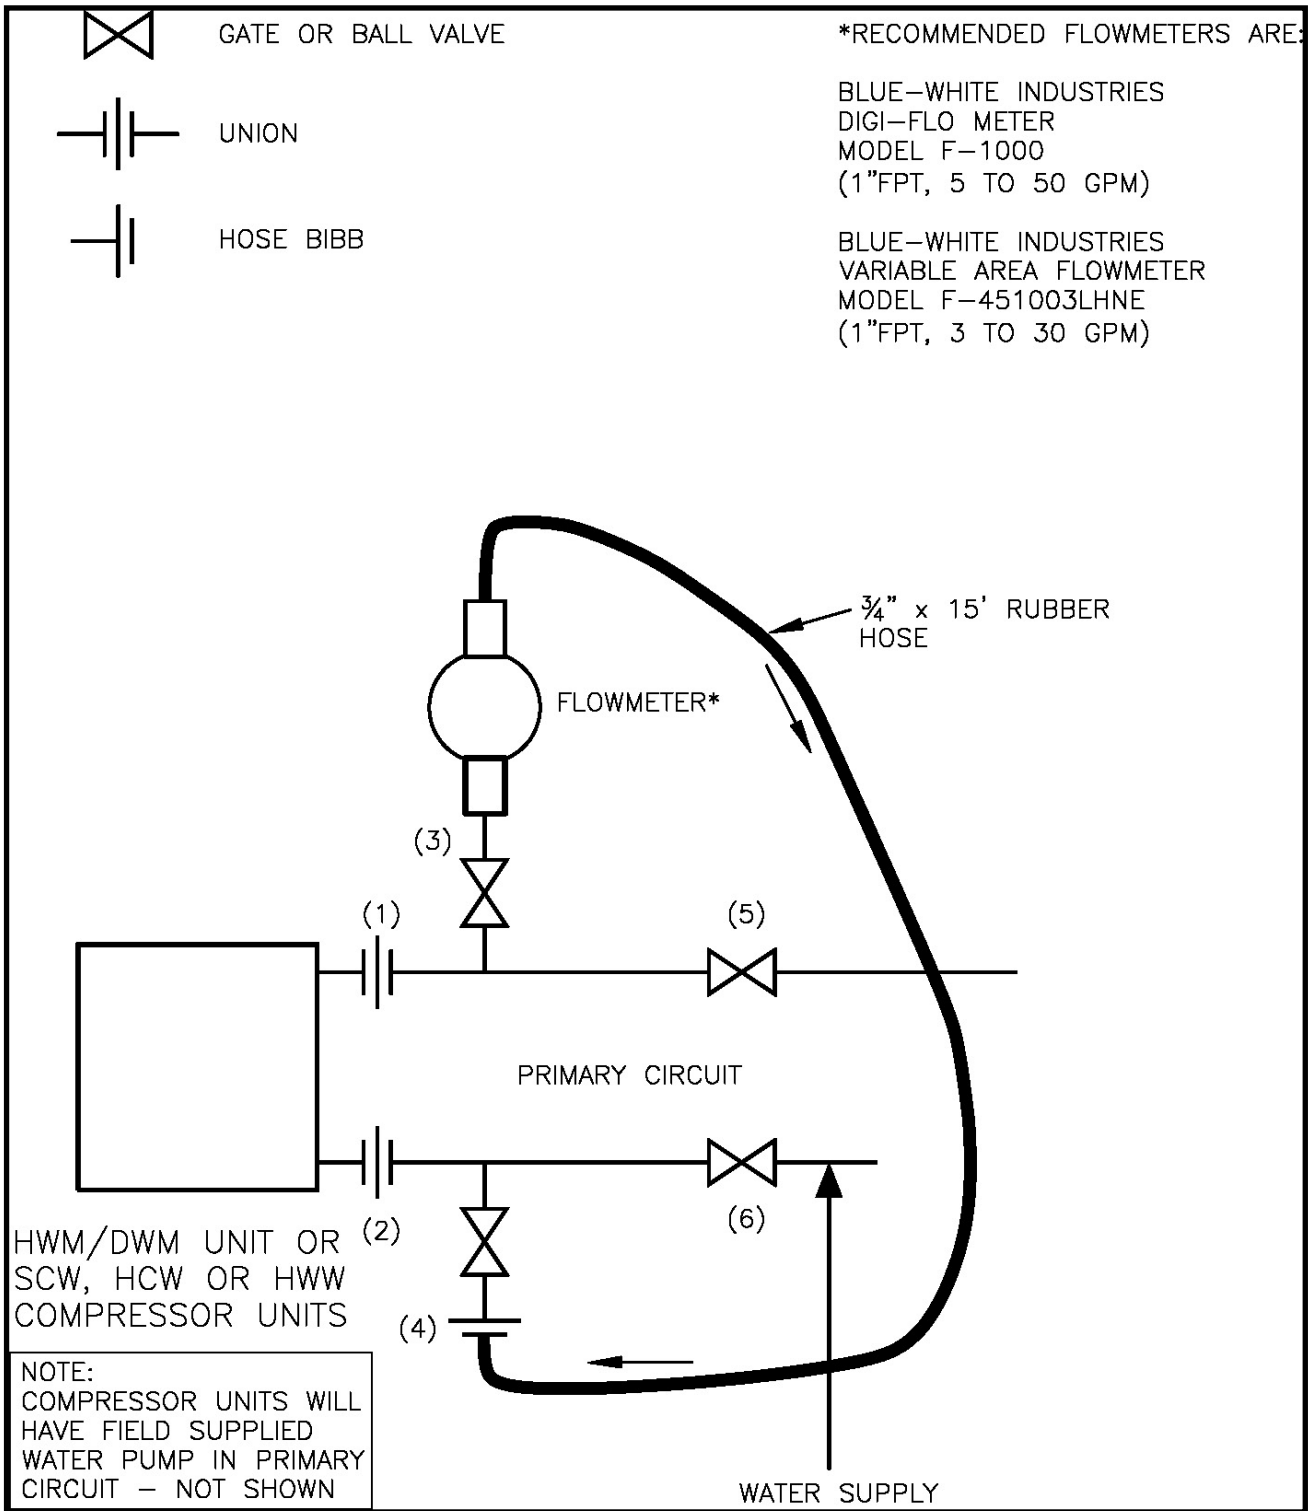 GATE OR BALL VALVE
UNION
HOSE BIBB
*RECOMMENDED FLOWMETERS ARE:
BLUE-WHITE INDUSTRIES
DIGI-FLO METER
MODEL F-1000
(1"FPT, 5 TO 50 GPM)
BLUE-WHITE INDUSTRIES
VARIABLE AREA FLOWMETER
MODEL F-451003LHNE
(1"FPT, 3 TO 30 GPM)
¾" x 15' RUBBER
HOSE
FLOWMETER*
(3)
(1)
(5)
PRIMARY CIRCUIT
(2)
(6)
HWM/DWM UNIT OR
SCW, HCW OR HWW
COMPRESSOR UNITS
(4)
NOTE:
COMPRESSOR UNITS WILL
HAVE FIELD SUPPLIED
WATER PUMP IN PRIMARY
CIRCUIT – NOT SHOWN
WATER SUPPLY